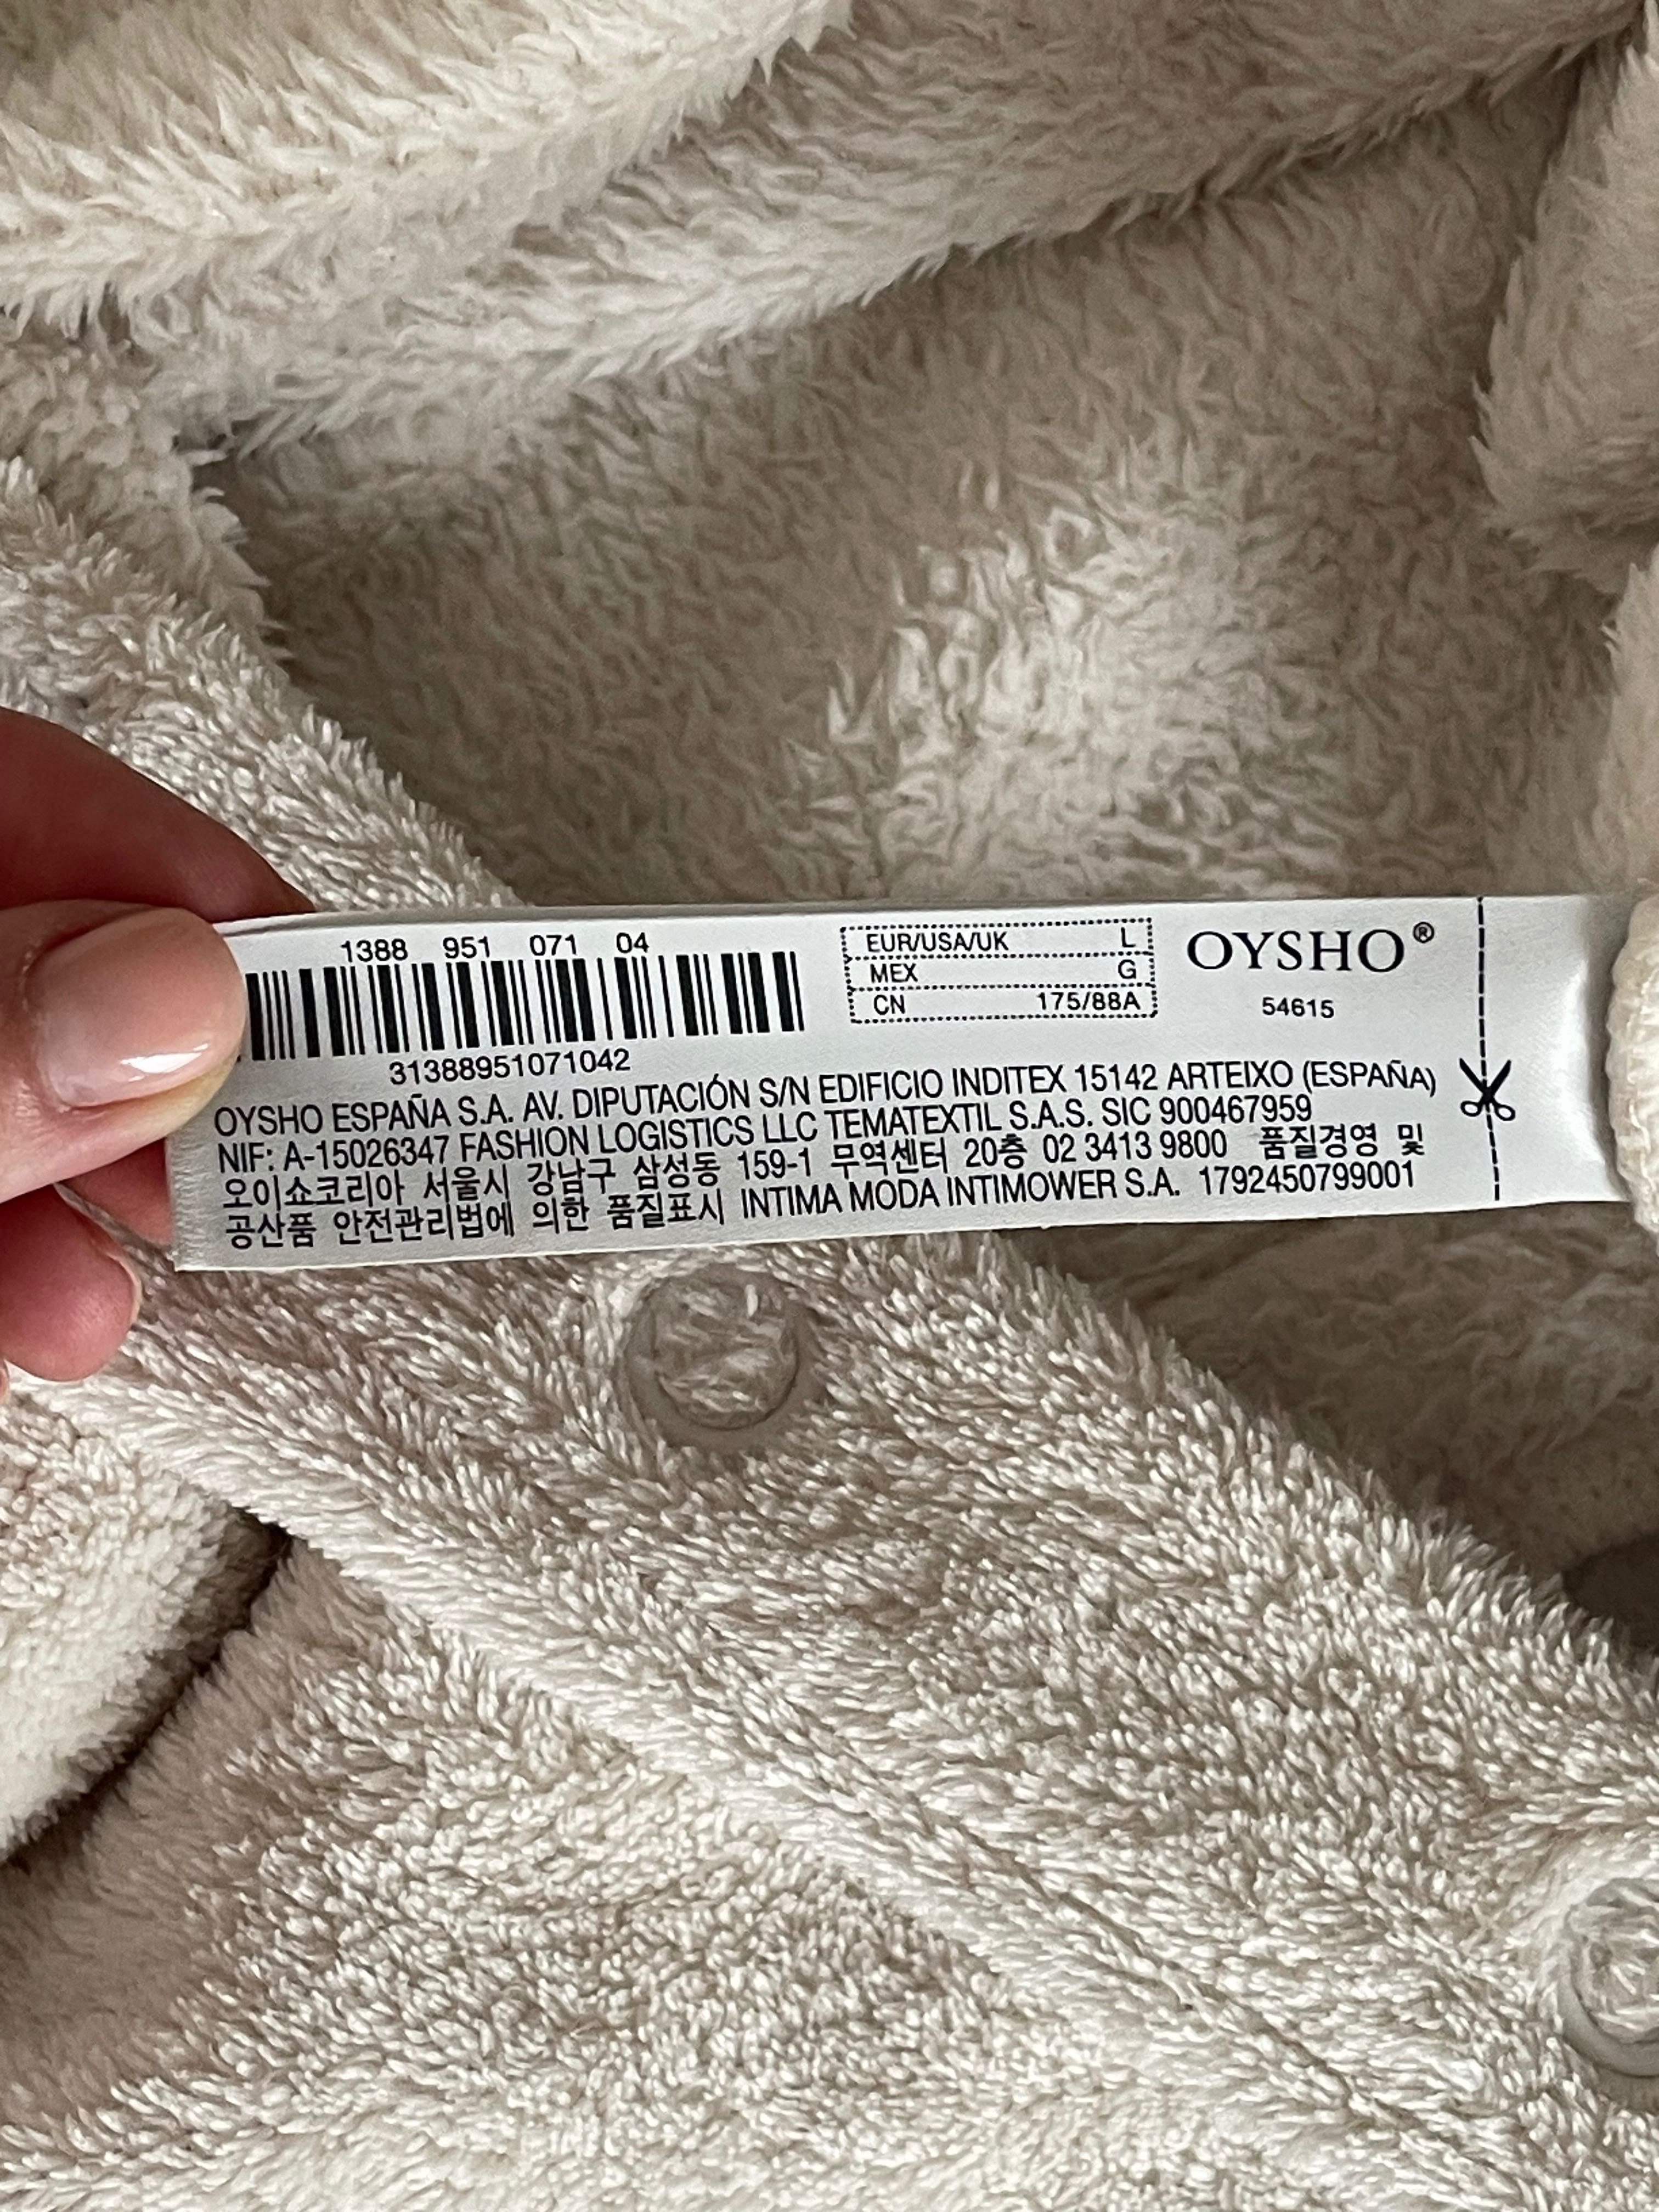 1388 951 071 04
31388951071042
EUR/USA/UK L
MEX G
CN 175/88A
OYSHO®
54615
OYSHO ESPAÑA S.A. AV. DIPUTACIÓN S/N EDIFICIO INDITEX 15142 ARTEIXO (ESPAÑA)
NIF: A-15026347 FASHION LOGISTICS LLC TEMATEXTIL S.A.S. SIC 900467959
오이쇼코리아 서울시 강남구 삼성동 159-1 무역센터 20층 02 3413 9800 품질경영 및
공산품 안전관리법에 의한 품질표시 INTIMA MODA INTIMOWER S.A. 1792450799001